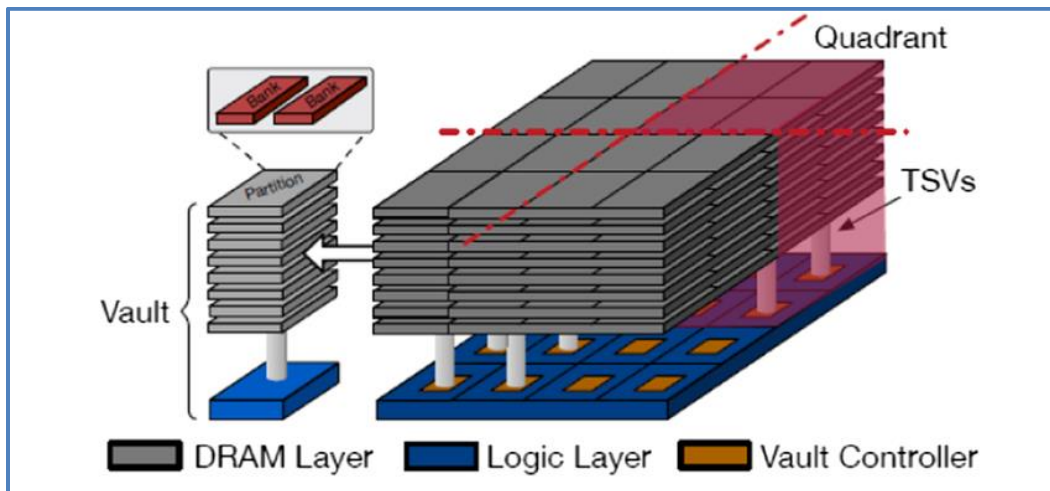 Quadrant
Bank Bank
Partition
TSVs
Vault
DRAM Layer Logic Layer Vault Controller